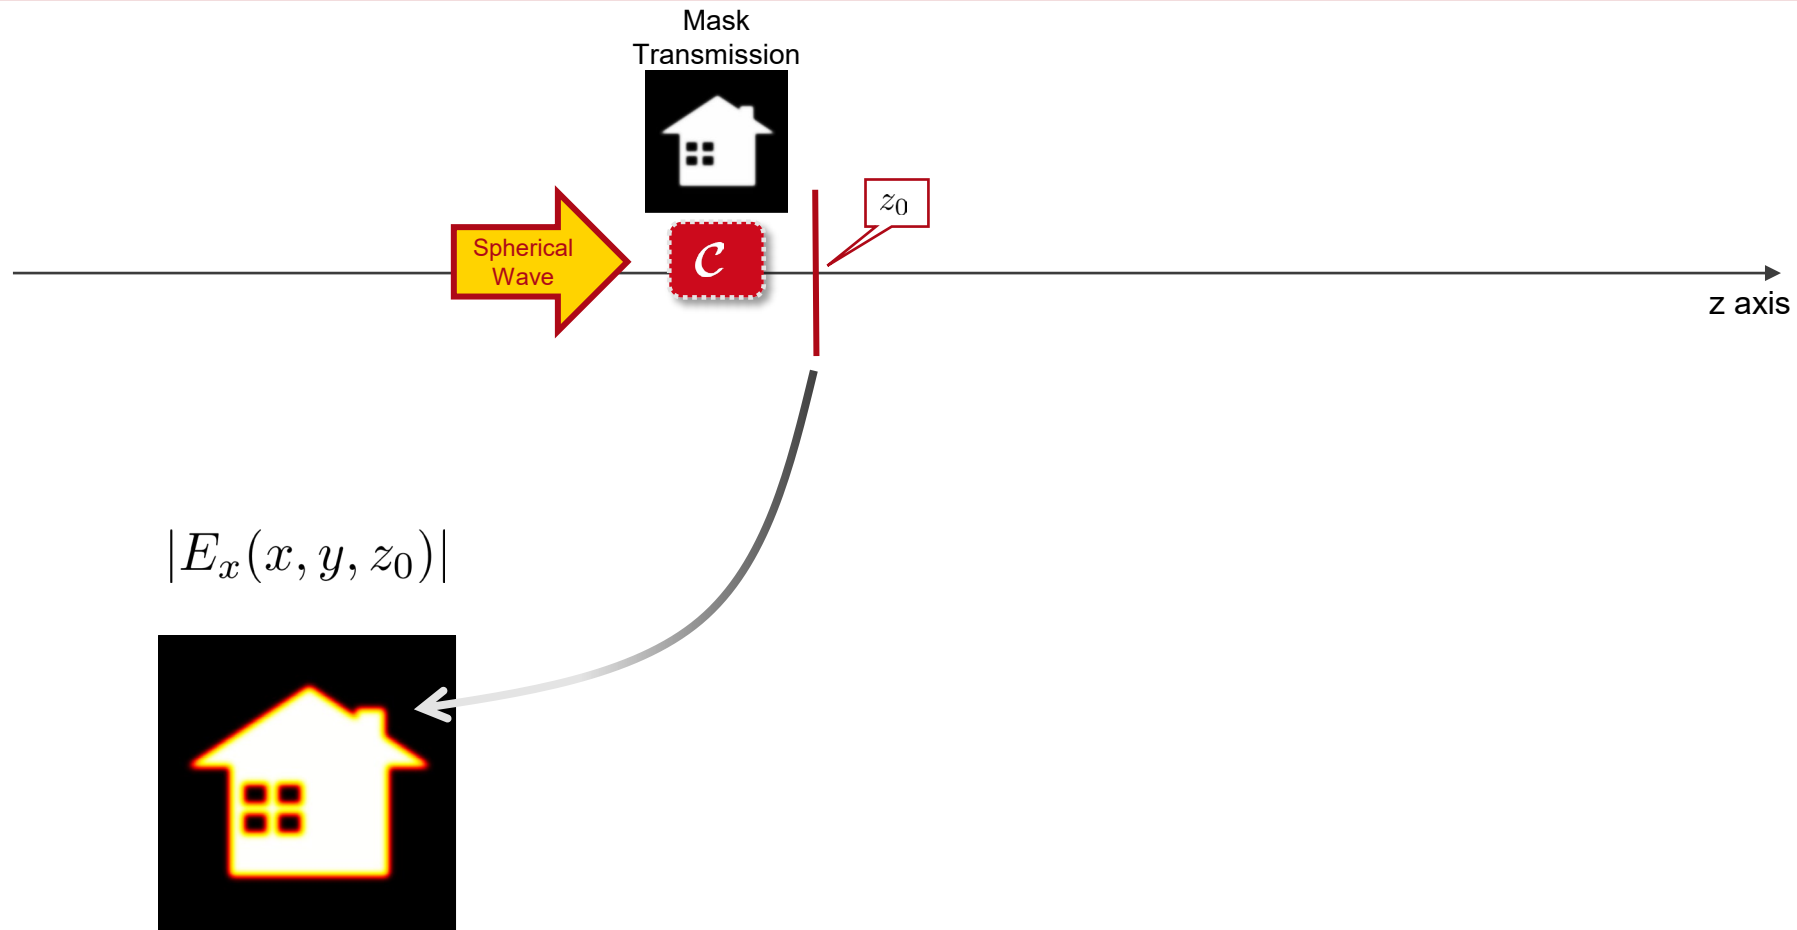 Mask
Transmission
z₀
Spherical
Wave
𝒞
z axis
|Eₓ(x, y, z₀)|